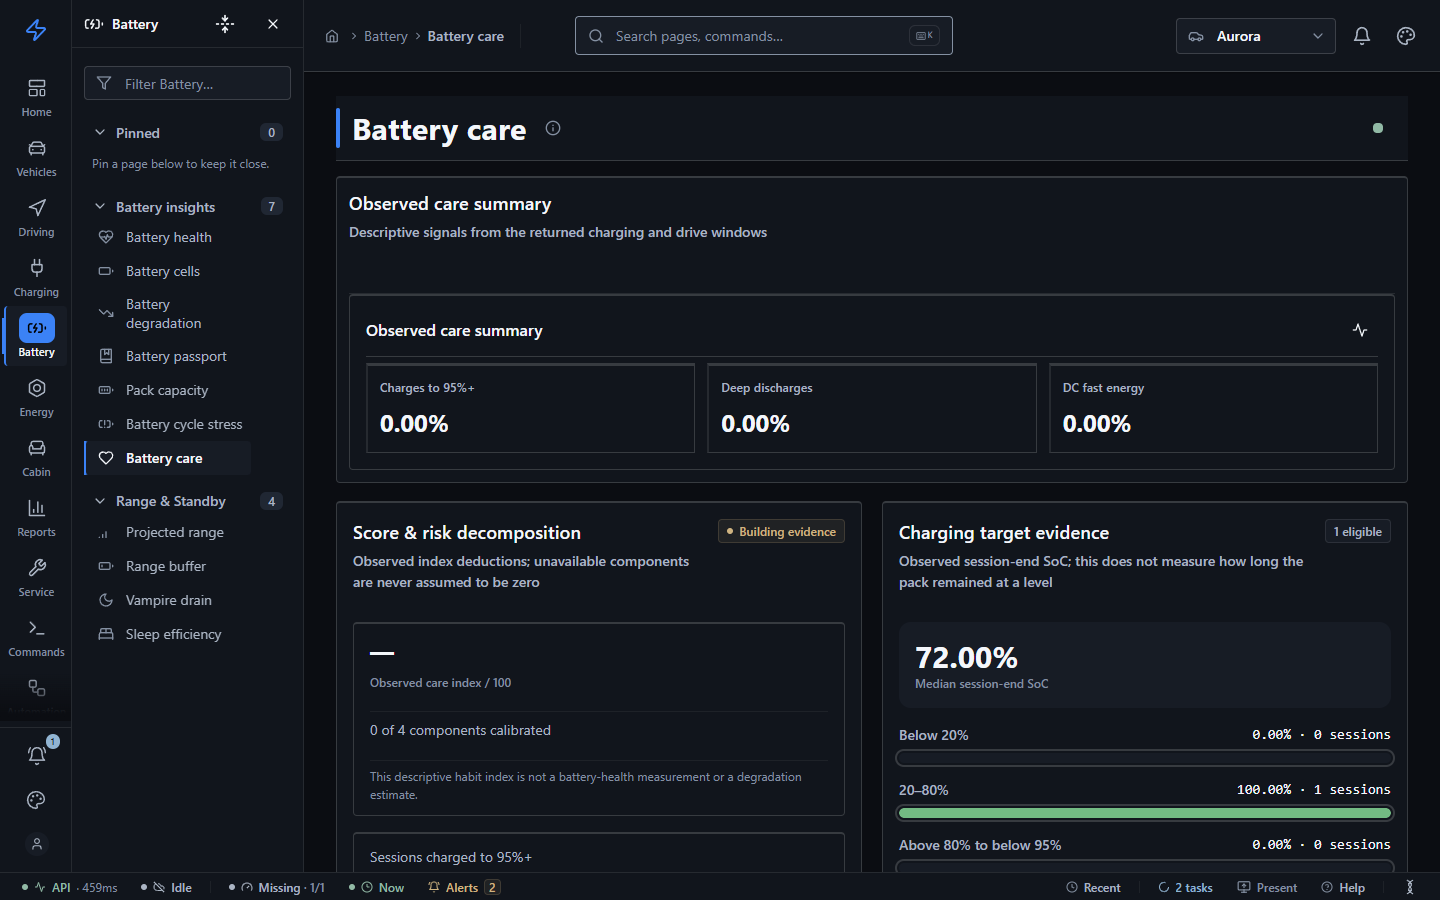 Battery
Battery
Battery care
Search pages, commands...
K
Aurora
Home
Vehicles
Driving
Charging
Battery
Energy
Cabin
Reports
Service
Commands
1
Filter Battery...
Pinned
0
Pin a page below to keep it close.
Battery insights
7
Battery health
Battery cells
Battery
degradation
Battery passport
Pack capacity
Battery cycle stress
Battery care
Range & Standby
4
Projected range
Range buffer
Vampire drain
Sleep efficiency
Battery care
Observed care summary
Descriptive signals from the returned charging and drive windows
Observed care summary
Charges to 95%+
0.00%
Deep discharges
0.00%
DC fast energy
0.00%
Score & risk decomposition
Building evidence
Observed index deductions; unavailable components
are never assumed to be zero
—
Observed care index / 100
0 of 4 components calibrated
This descriptive habit index is not a battery-health measurement or a degradation
estimate.
Sessions charged to 95%+
Charging target evidence
1 eligible
Observed session-end SoC; this does not measure how long the
pack remained at a level
72.00%
Median session-end SoC
Below 20%
0.00% · 0 sessions
20–80%
100.00% · 1 sessions
Above 80% to below 95%
0.00% · 0 sessions
API · 459ms
Idle
Missing · 1/1
Now
Alerts 2
Recent
2 tasks
Present
Help